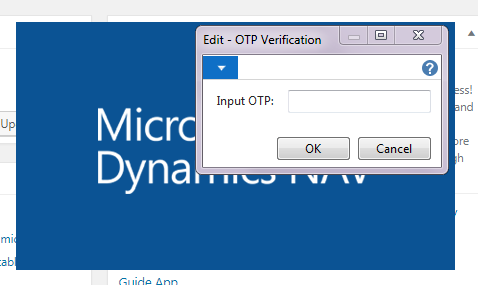 Edit - OTP Verification
ess!
Input OTP:
and
Up
Micro
OK
Cancel
ore
gh
Dynamics NAV
w
mic
tabl
Guide App